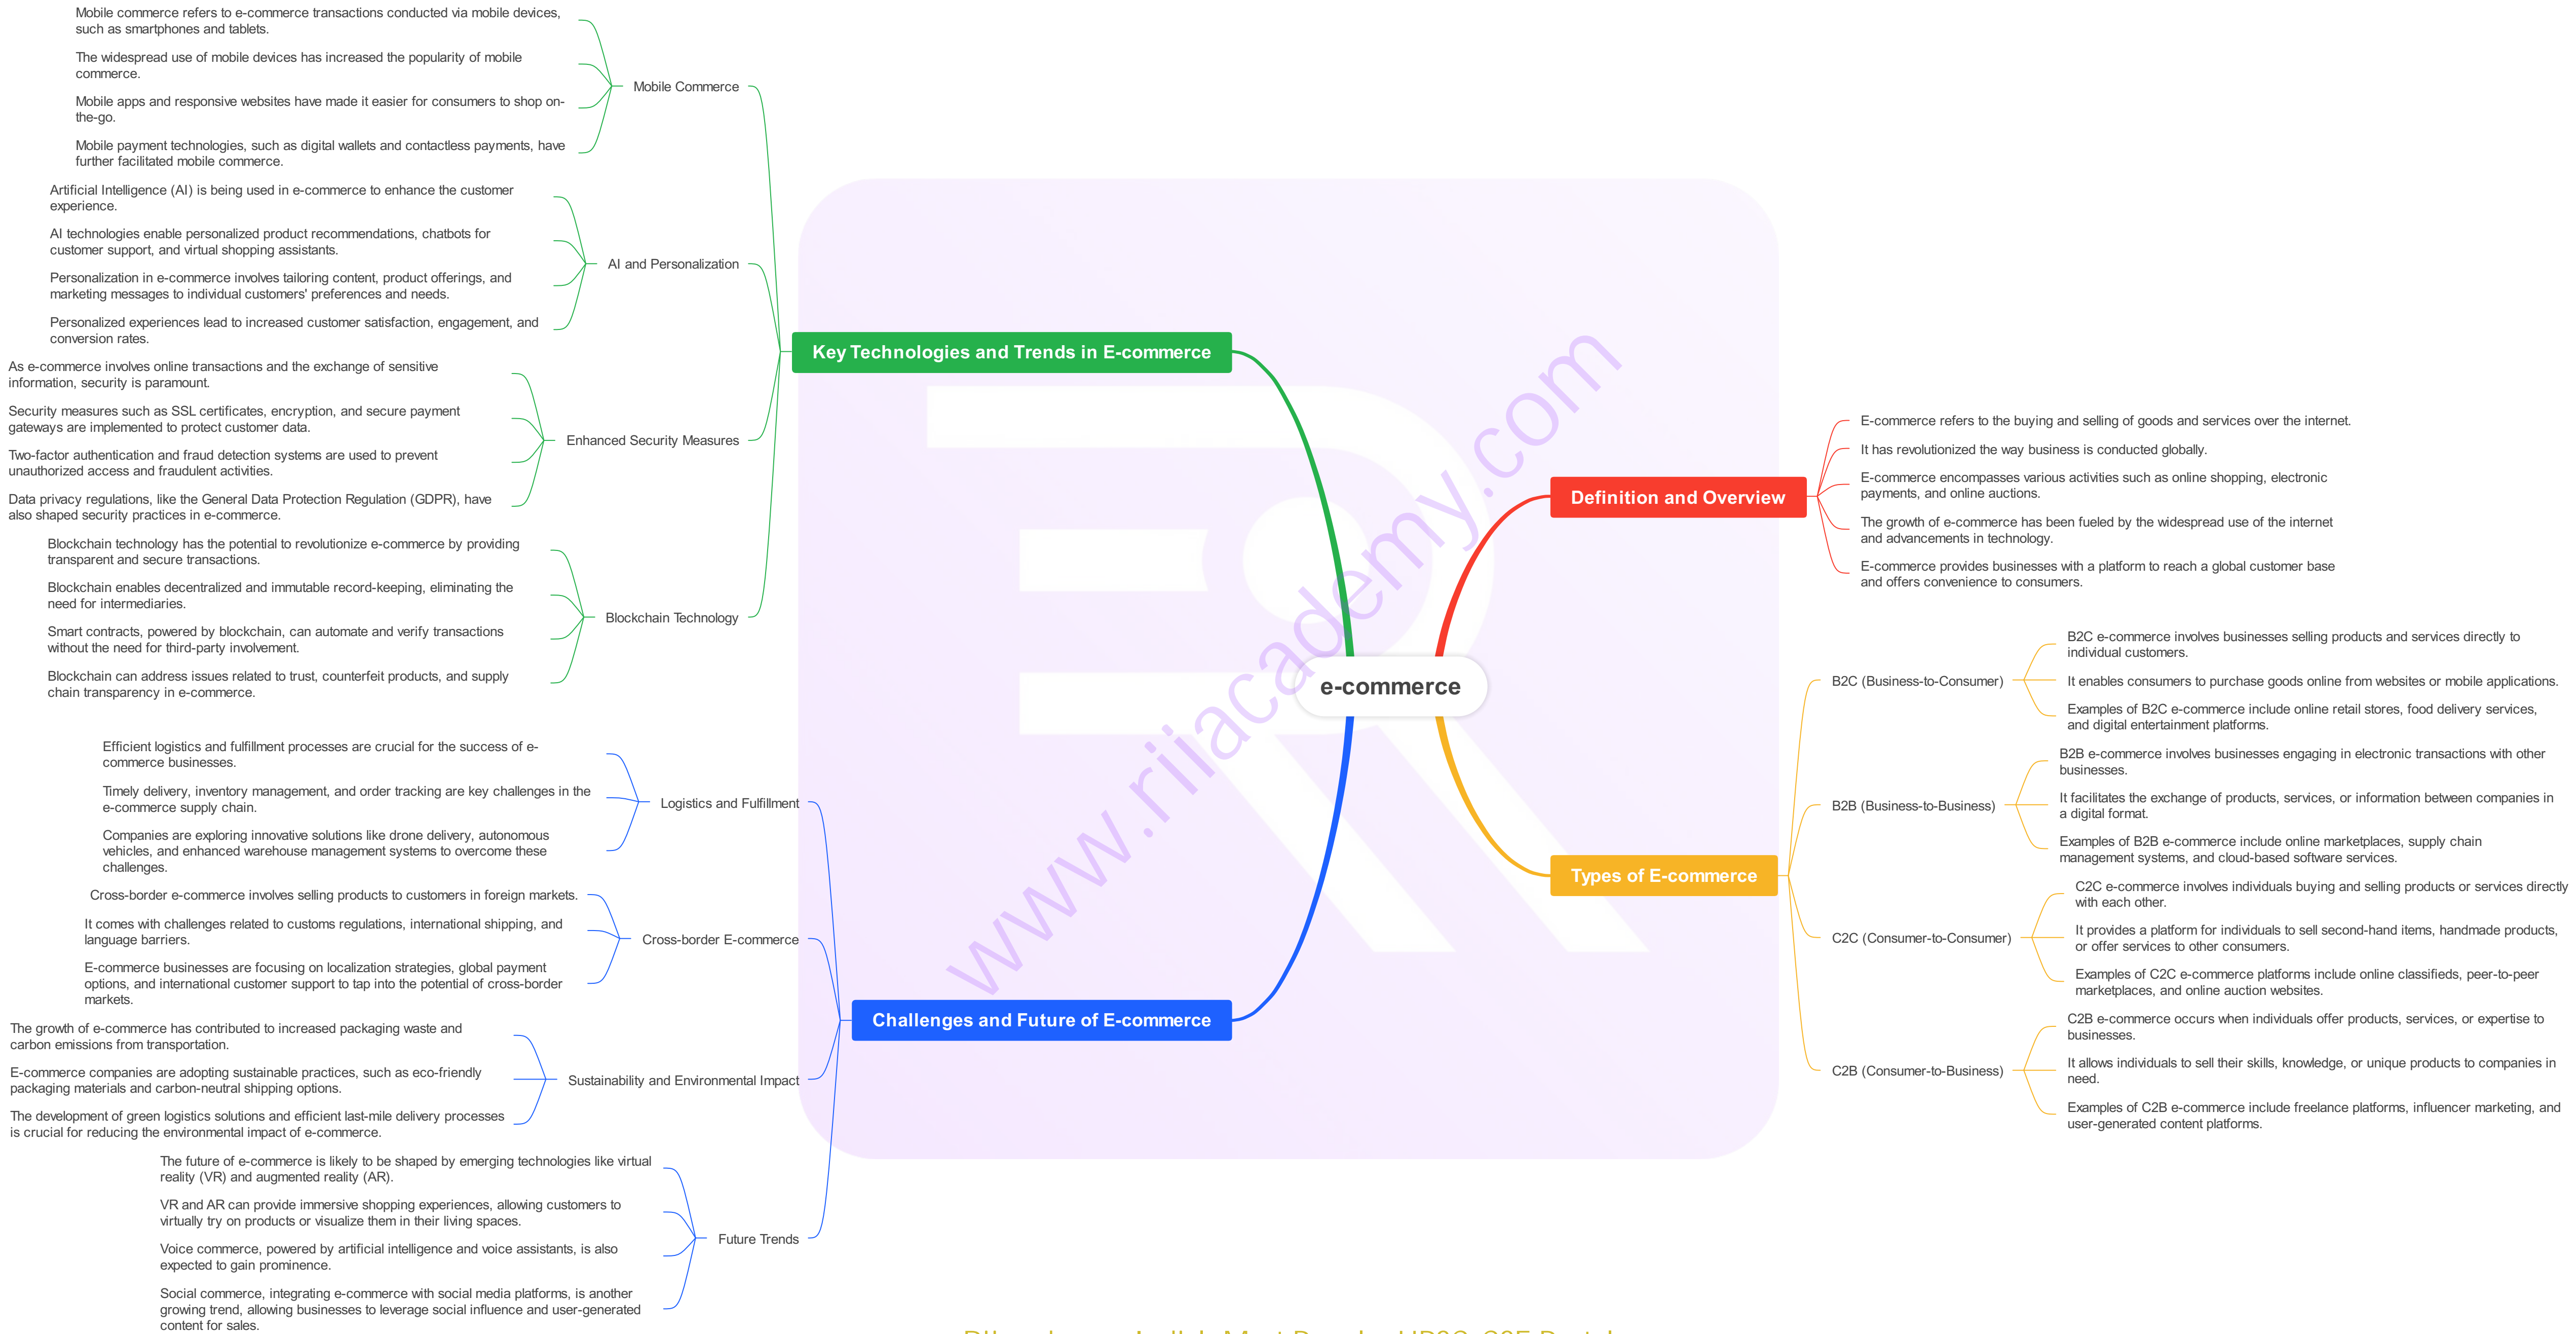 e-commerce
Definition and Overview
E-commerce refers to the buying and selling of goods and services over the internet.
It has revolutionized the way business is conducted globally.
E-commerce encompasses various activities such as online shopping, electronic
payments, and online auctions.
The growth of e-commerce has been fueled by the widespread use of the internet
and advancements in technology.
E-commerce provides businesses with a platform to reach a global customer base
and offers convenience to consumers.
Types of E-commerce
B2C (Business-to-Consumer)
B2C e-commerce involves businesses selling products and services directly to
individual customers.
It enables consumers to purchase goods online from websites or mobile applications.
Examples of B2C e-commerce include online retail stores, food delivery services,
and digital entertainment platforms.
B2B (Business-to-Business)
B2B e-commerce involves businesses engaging in electronic transactions with other
businesses.
It facilitates the exchange of products, services, or information between companies in
a digital format.
Examples of B2B e-commerce include online marketplaces, supply chain
management systems, and cloud-based software services.
C2C (Consumer-to-Consumer)
C2C e-commerce involves individuals buying and selling products or services directly
with each other.
It provides a platform for individuals to sell second-hand items, handmade products,
or offer services to other consumers.
Examples of C2C e-commerce platforms include online classifieds, peer-to-peer
marketplaces, and online auction websites.
C2B (Consumer-to-Business)
C2B e-commerce occurs when individuals offer products, services, or expertise to
businesses.
It allows individuals to sell their skills, knowledge, or unique products to companies in
need.
Examples of C2B e-commerce include freelance platforms, influencer marketing, and
user-generated content platforms.
Key Technologies and Trends in E-commerce
Mobile Commerce
Mobile commerce refers to e-commerce transactions conducted via mobile devices,
such as smartphones and tablets.
The widespread use of mobile devices has increased the popularity of mobile
commerce.
Mobile apps and responsive websites have made it easier for consumers to shop on-
the-go.
Mobile payment technologies, such as digital wallets and contactless payments, have
further facilitated mobile commerce.
AI and Personalization
Artificial Intelligence (AI) is being used in e-commerce to enhance the customer
experience.
AI technologies enable personalized product recommendations, chatbots for
customer support, and virtual shopping assistants.
Personalization in e-commerce involves tailoring content, product offerings, and
marketing messages to individual customers' preferences and needs.
Personalized experiences lead to increased customer satisfaction, engagement, and
conversion rates.
Enhanced Security Measures
As e-commerce involves online transactions and the exchange of sensitive
information, security is paramount.
Security measures such as SSL certificates, encryption, and secure payment
gateways are implemented to protect customer data.
Two-factor authentication and fraud detection systems are used to prevent
unauthorized access and fraudulent activities.
Data privacy regulations, like the General Data Protection Regulation (GDPR), have
also shaped security practices in e-commerce.
Blockchain Technology
Blockchain technology has the potential to revolutionize e-commerce by providing
transparent and secure transactions.
Blockchain enables decentralized and immutable record-keeping, eliminating the
need for intermediaries.
Smart contracts, powered by blockchain, can automate and verify transactions
without the need for third-party involvement.
Blockchain can address issues related to trust, counterfeit products, and supply
chain transparency in e-commerce.
Challenges and Future of E-commerce
Logistics and Fulfillment
Efficient logistics and fulfillment processes are crucial for the success of e-
commerce businesses.
Timely delivery, inventory management, and order tracking are key challenges in the
e-commerce supply chain.
Companies are exploring innovative solutions like drone delivery, autonomous
vehicles, and enhanced warehouse management systems to overcome these
challenges.
Cross-border E-commerce
Cross-border e-commerce involves selling products to customers in foreign markets.
It comes with challenges related to customs regulations, international shipping, and
language barriers.
E-commerce businesses are focusing on localization strategies, global payment
options, and international customer support to tap into the potential of cross-border
markets.
Sustainability and Environmental Impact
The growth of e-commerce has contributed to increased packaging waste and
carbon emissions from transportation.
E-commerce companies are adopting sustainable practices, such as eco-friendly
packaging materials and carbon-neutral shipping options.
The development of green logistics solutions and efficient last-mile delivery processes
is crucial for reducing the environmental impact of e-commerce.
Future Trends
The future of e-commerce is likely to be shaped by emerging technologies like virtual
reality (VR) and augmented reality (AR).
VR and AR can provide immersive shopping experiences, allowing customers to
virtually try on products or visualize them in their living spaces.
Voice commerce, powered by artificial intelligence and voice assistants, is also
expected to gain prominence.
Social commerce, integrating e-commerce with social media platforms, is another
growing trend, allowing businesses to leverage social influence and user-generated
content for sales.